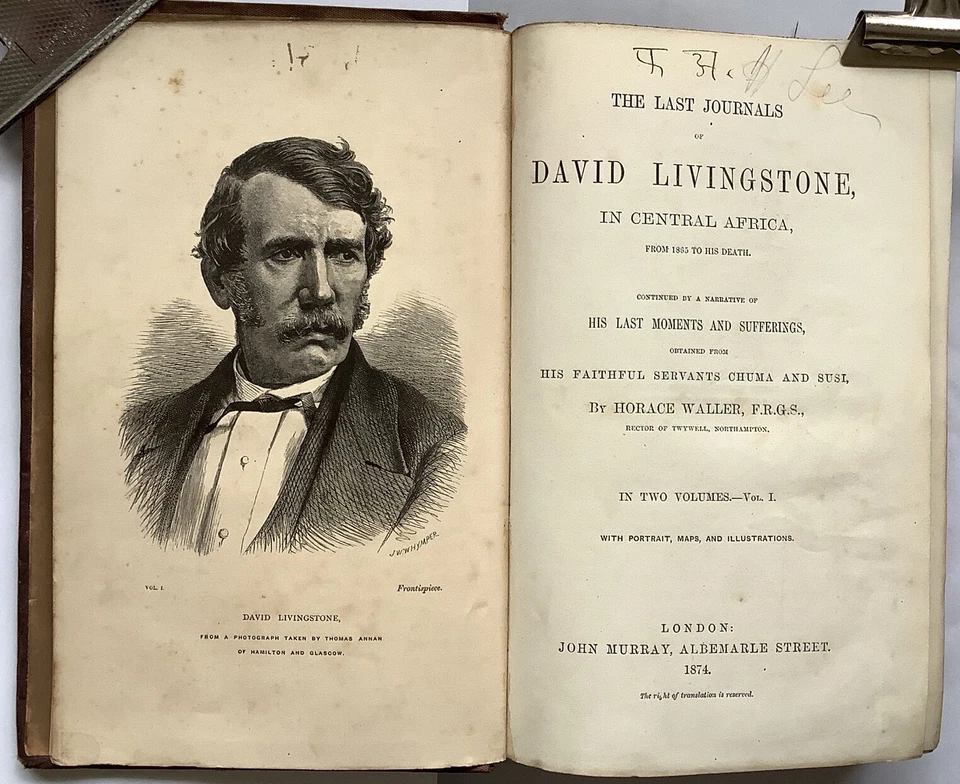 J.W.WHYMPER.
VOL. I.
Frontispiece.
DAVID LIVINGSTONE,
FROM A PHOTOGRAPH TAKEN BY THOMAS ANNAN
OF HAMILTON AND GLASGOW.
फ अ. H Lee
THE LAST JOURNALS
OF
DAVID LIVINGSTONE,
IN CENTRAL AFRICA,
FROM 1865 TO HIS DEATH.
CONTINUED BY A NARRATIVE OF
HIS LAST MOMENTS AND SUFFERINGS,
OBTAINED FROM
HIS FAITHFUL SERVANTS CHUMA AND SUSI,
BY HORACE WALLER, F.R.G.S.,
RECTOR OF TWYWELL, NORTHAMPTON.
IN TWO VOLUMES.—VOL. I.
WITH PORTRAIT, MAPS, AND ILLUSTRATIONS.
LONDON:
JOHN MURRAY, ALBEMARLE STREET.
1874.
The right of translation is reserved.